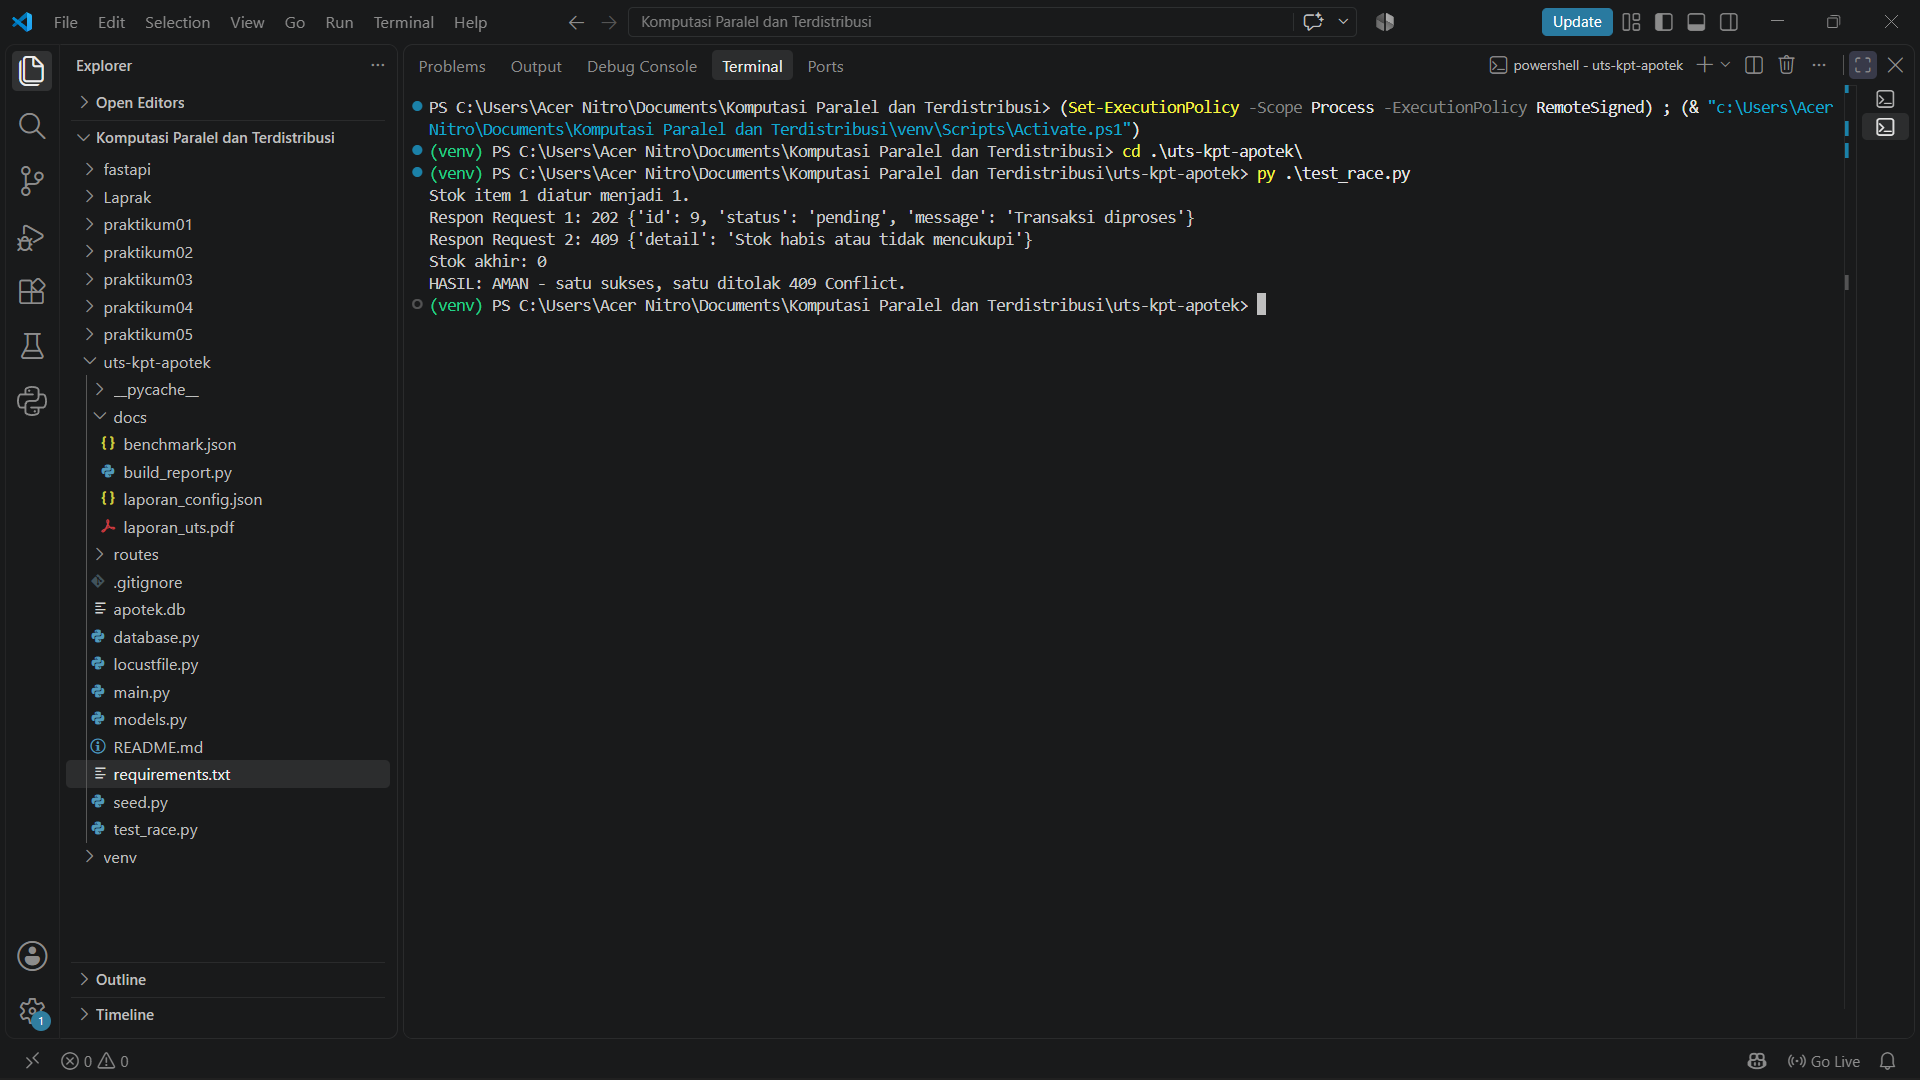 File Edit Selection View Go Run Terminal Help
Komputasi Paralel dan Terdistribusi
Update
Explorer
Open Editors
Komputasi Paralel dan Terdistribusi
fastapi
Laprak
praktikum01
praktikum02
praktikum03
praktikum04
praktikum05
uts-kpt-apotek
__pycache__
docs
benchmark.json
build_report.py
laporan_config.json
laporan_uts.pdf
routes
.gitignore
apotek.db
database.py
locustfile.py
main.py
models.py
README.md
requirements.txt
seed.py
test_race.py
venv
Outline
Timeline
1
Problems Output Debug Console Terminal Ports
powershell - uts-kpt-apotek
PS C:\Users\Acer Nitro\Documents\Komputasi Paralel dan Terdistribusi> (Set-ExecutionPolicy -Scope Process -ExecutionPolicy RemoteSigned) ; (& "c:\Users\Acer
Nitro\Documents\Komputasi Paralel dan Terdistribusi\venv\Scripts\Activate.ps1")
(venv) PS C:\Users\Acer Nitro\Documents\Komputasi Paralel dan Terdistribusi> cd .\uts-kpt-apotek\
(venv) PS C:\Users\Acer Nitro\Documents\Komputasi Paralel dan Terdistribusi\uts-kpt-apotek> py .\test_race.py
Stok item 1 diatur menjadi 1.
Respon Request 1: 202 {'id': 9, 'status': 'pending', 'message': 'Transaksi diproses'}
Respon Request 2: 409 {'detail': 'Stok habis atau tidak mencukupi'}
Stok akhir: 0
HASIL: AMAN - satu sukses, satu ditolak 409 Conflict.
(venv) PS C:\Users\Acer Nitro\Documents\Komputasi Paralel dan Terdistribusi\uts-kpt-apotek>
0 0
Go Live